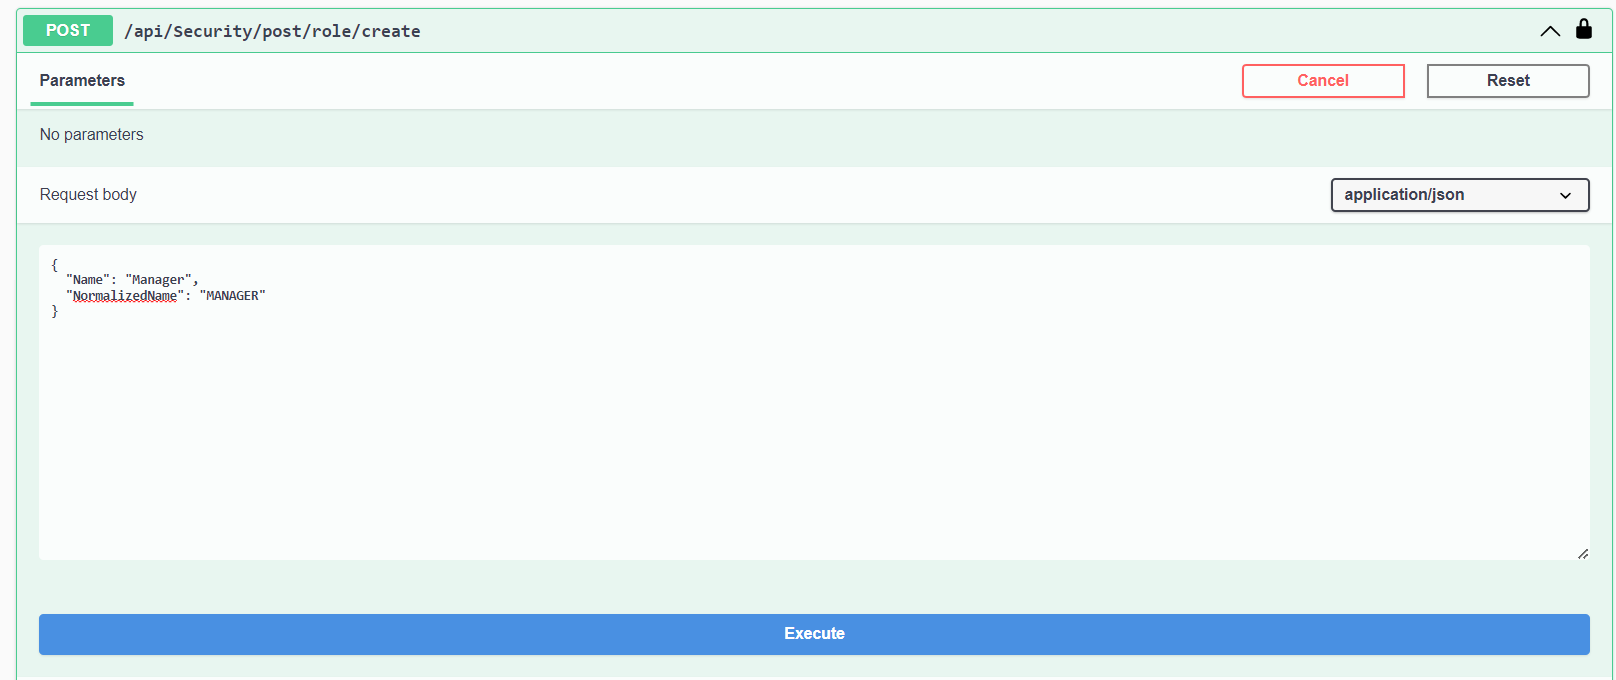 POST /api/Security/post/role/create
Parameters Cancel Reset
No parameters
Request body application/json
{
"Name": "Manager",
"NormalizedName": "MANAGER"
}
Execute